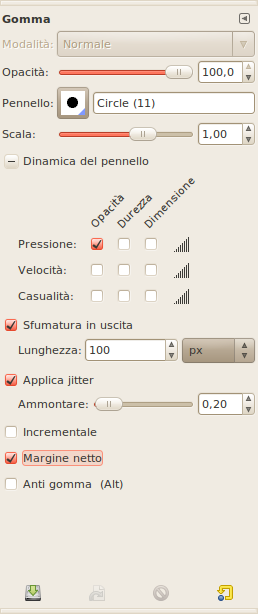 Gomma
Modalità: Normale
Opacità: 100,0
Pennello: Circle (11)
Scala: 1,00
Dinamica del pennello
Opacità Durezza Dimensione
Pressione:
Velocità:
Casualità:
Sfumatura in uscita
Lunghezza: 100 px
Applica jitter
Ammontare: 0,20
Incrementale
Margine netto
Anti gomma (Alt)